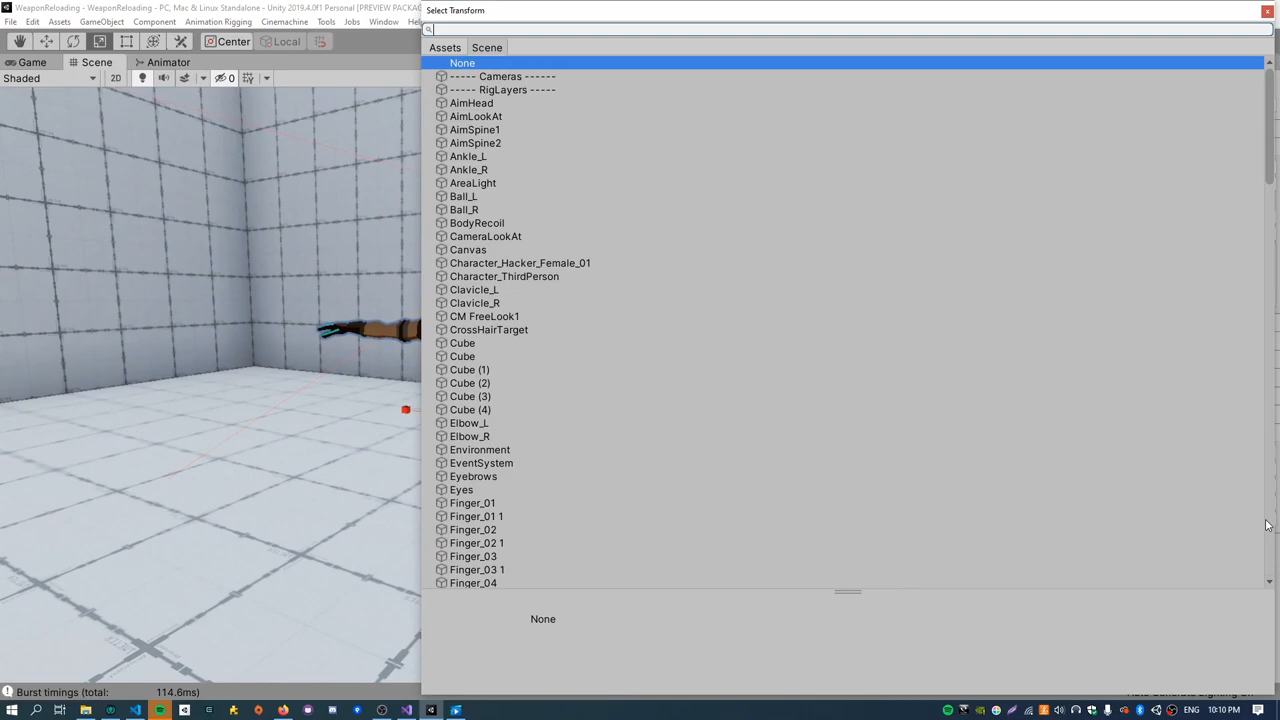 WeaponReloading - WeaponReloading - PC, Mac & Linux Standalone - Unity 2019.4.0f1 Personal [PREVIEW PACKAG
File Edit Assets GameObject Component Animation Rigging Cinemachine Tools Jobs Window
Center Local
Game Scene Animator
Shaded 2D 0
Select Transform
Assets Scene
None
----- Cameras ------
----- RigLayers -----
AimHead
AimLookAt
AimSpine1
AimSpine2
Ankle_L
Ankle_R
AreaLight
Ball_L
Ball_R
BodyRecoil
CameraLookAt
Canvas
Character_Hacker_Female_01
Character_ThirdPerson
Clavicle_L
Clavicle_R
CM FreeLook1
CrossHairTarget
Cube
Cube
Cube (1)
Cube (2)
Cube (3)
Cube (4)
Elbow_L
Elbow_R
Environment
EventSystem
Eyebrows
Eyes
Finger_01
Finger_01 1
Finger_02
Finger_02 1
Finger_03
Finger_03 1
Finger_04
None
Burst timings (total: 114.6ms)
10:10 PM